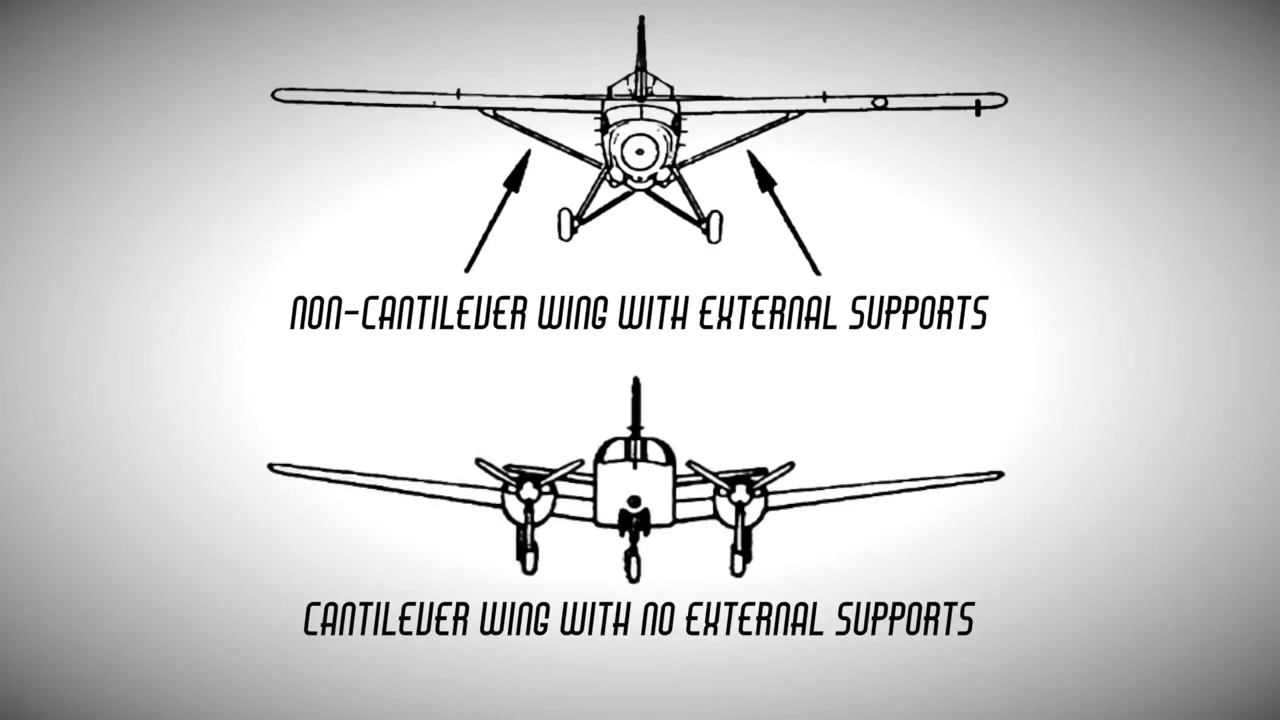 NON-CANTILEVER WING WITH EXTERNAL SUPPORTS
CANTILEVER WING WITH NO EXTERNAL SUPPORTS